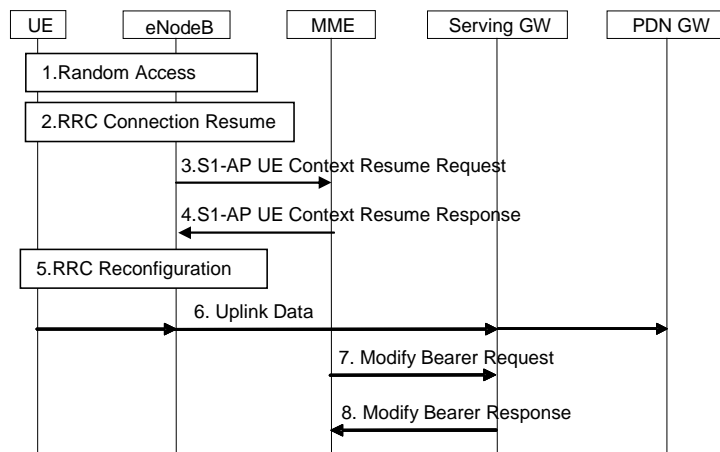 UE
eNodeB
MME
Serving GW
PDN GW
1.Random Access
2.RRC Connection Resume
3.S1-AP UE Context Resume Request
4.S1-AP UE Context Resume Response
5.RRC Reconfiguration
6. Uplink Data
7. Modify Bearer Request
8. Modify Bearer Response